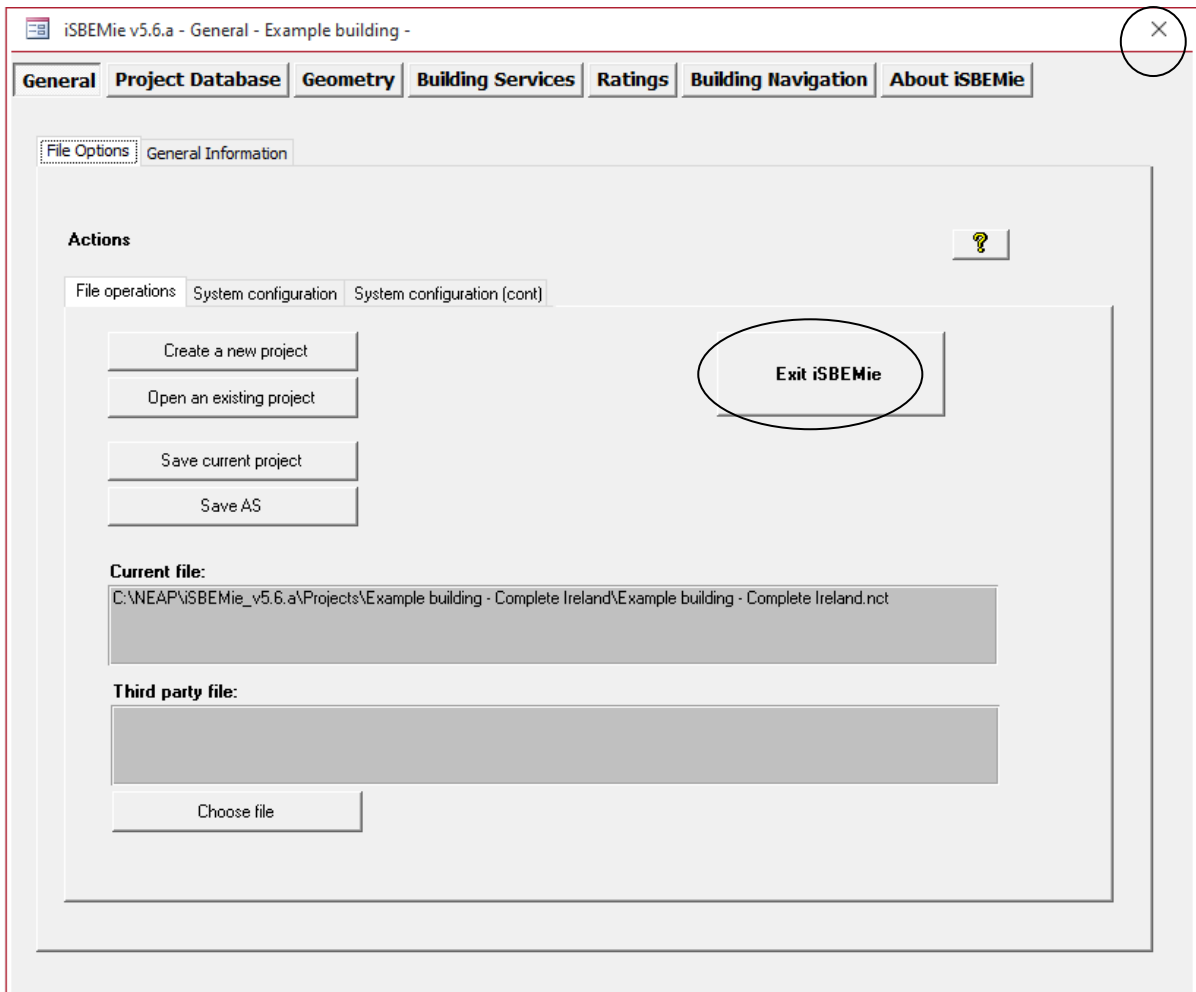 iSBEMie v5.6.a - General - Example building -
General Project Database Geometry Building Services Ratings Building Navigation About iSBEMie
File Options General Information
Actions
?
File operations System configuration System configuration (cont)
Create a new project
Exit iSBEMie
Open an existing project
Save current project
Save AS
Current file:
C:\NEAP\iSBEMie_v5.6.a\Projects\Example building - Complete Ireland\Example building - Complete Ireland.nct
Third party file:
Choose file